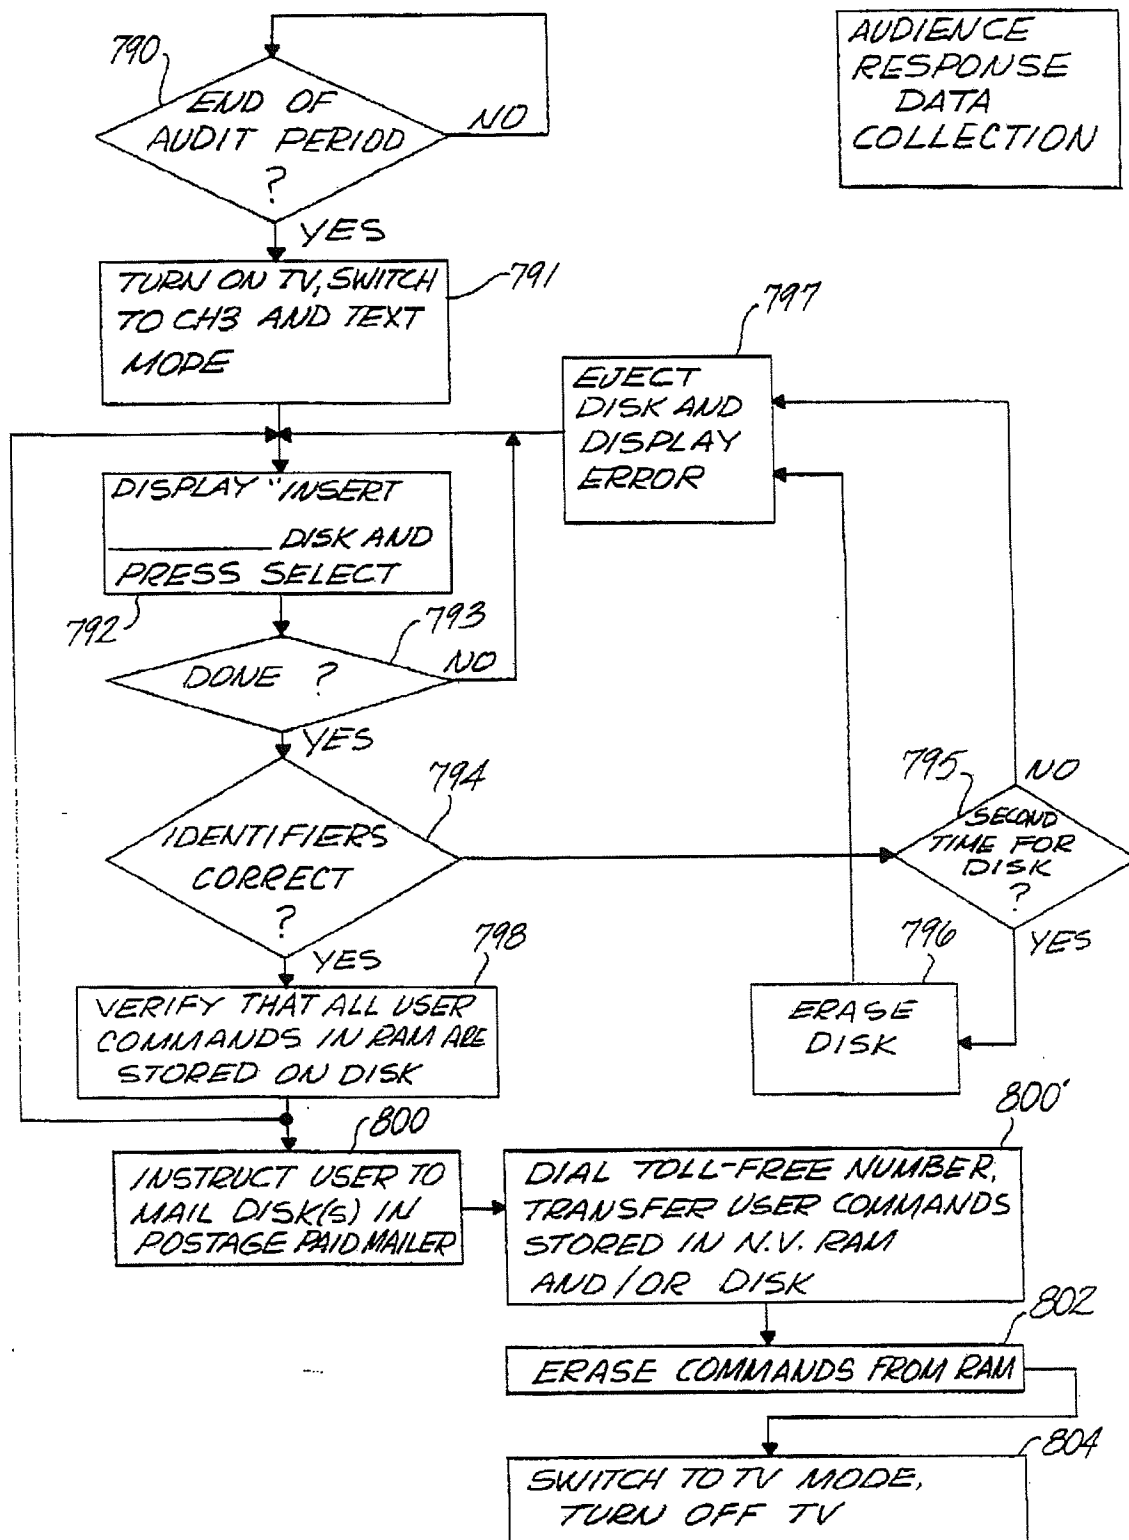 AUDIENCE
RESPONSE
DATA
COLLECTION
790
END OF
AUDIT PERIOD
?
NO
YES
791
TURN ON TV, SWITCH
TO CH3 AND TEXT
MODE
797
EJECT
DISK AND
DISPLAY
ERROR
DISPLAY "INSERT
________ DISK AND
PRESS SELECT
792
793
DONE ?
NO
YES
794
IDENTIFIERS
CORRECT
?
YES
795
NO
SECOND
TIME FOR
DISK
?
YES
796
ERASE
DISK
798
VERIFY THAT ALL USER
COMMANDS IN RAM ARE
STORED ON DISK
800
INSTRUCT USER TO
MAIL DISK(S) IN
POSTAGE PAID MAILER
800'
DIAL TOLL-FREE NUMBER,
TRANSFER USER COMMANDS
STORED IN N.V. RAM
AND/OR DISK
802
ERASE COMMANDS FROM RAM
804
SWITCH TO TV MODE,
TURN OFF TV